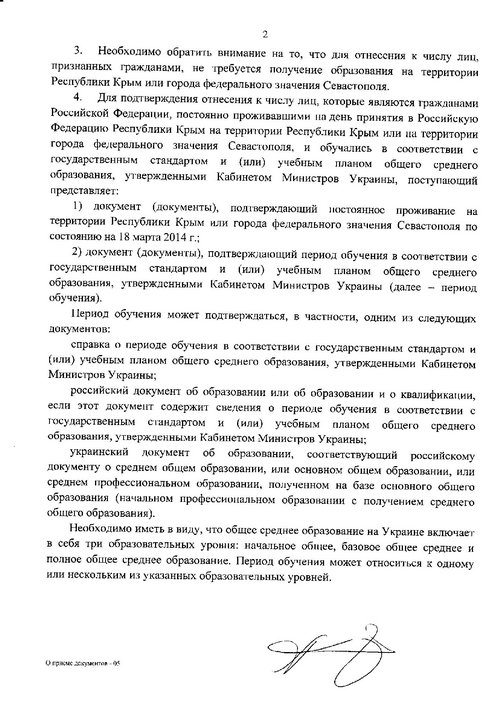 2
3. Необходимо обратить внимание на то, что для отнесения к числу лиц,
признанных гражданами, не требуется получение образования на территории
Республики Крым или города федерального значения Севастополя.
4. Для подтверждения отнесения к числу лиц, которые являются гражданами
Российской Федерации, постоянно проживавшими на день принятия в Российскую
Федерацию Республики Крым на территории Республики Крым или на территории
города федерального значения Севастополя, и обучались в соответствии с
государственным стандартом и (или) учебным планом общего среднего
образования, утвержденными Кабинетом Министров Украины, поступающий
представляет:
1) документ (документы), подтверждающий постоянное проживание на
территории Республики Крым или города федерального значения Севастополя по
состоянию на 18 марта 2014 г.;
2) документ (документы), подтверждающий период обучения в соответствии с
государственным стандартом и (или) учебным планом общего среднего
образования, утвержденными Кабинетом Министров Украины (далее – период
обучения).
Период обучения может подтверждаться, в частности, одним из следующих
документов:
справка о периоде обучения в соответствии с государственным стандартом и
(или) учебным планом общего среднего образования, утвержденными Кабинетом
Министров Украины;
российский документ об образовании или об образовании и о квалификации,
если этот документ содержит сведения о периоде обучения в соответствии с
государственным стандартом и (или) учебным планом общего среднего
образования, утвержденными Кабинетом Министров Украины;
украинский документ об образовании, соответствующий российскому
документу о среднем общем образовании, или основном общем образовании, или
среднем профессиональном образовании, полученном на базе основного общего
образования (начальном профессиональном образовании с получением среднего
общего образования).
Необходимо иметь в виду, что общее среднее образование на Украине включает
в себя три образовательных уровня: начальное общее, базовое общее среднее и
полное общее среднее образование. Период обучения может относиться к одному
или нескольким из указанных образовательных уровней.
О приеме документов - 05